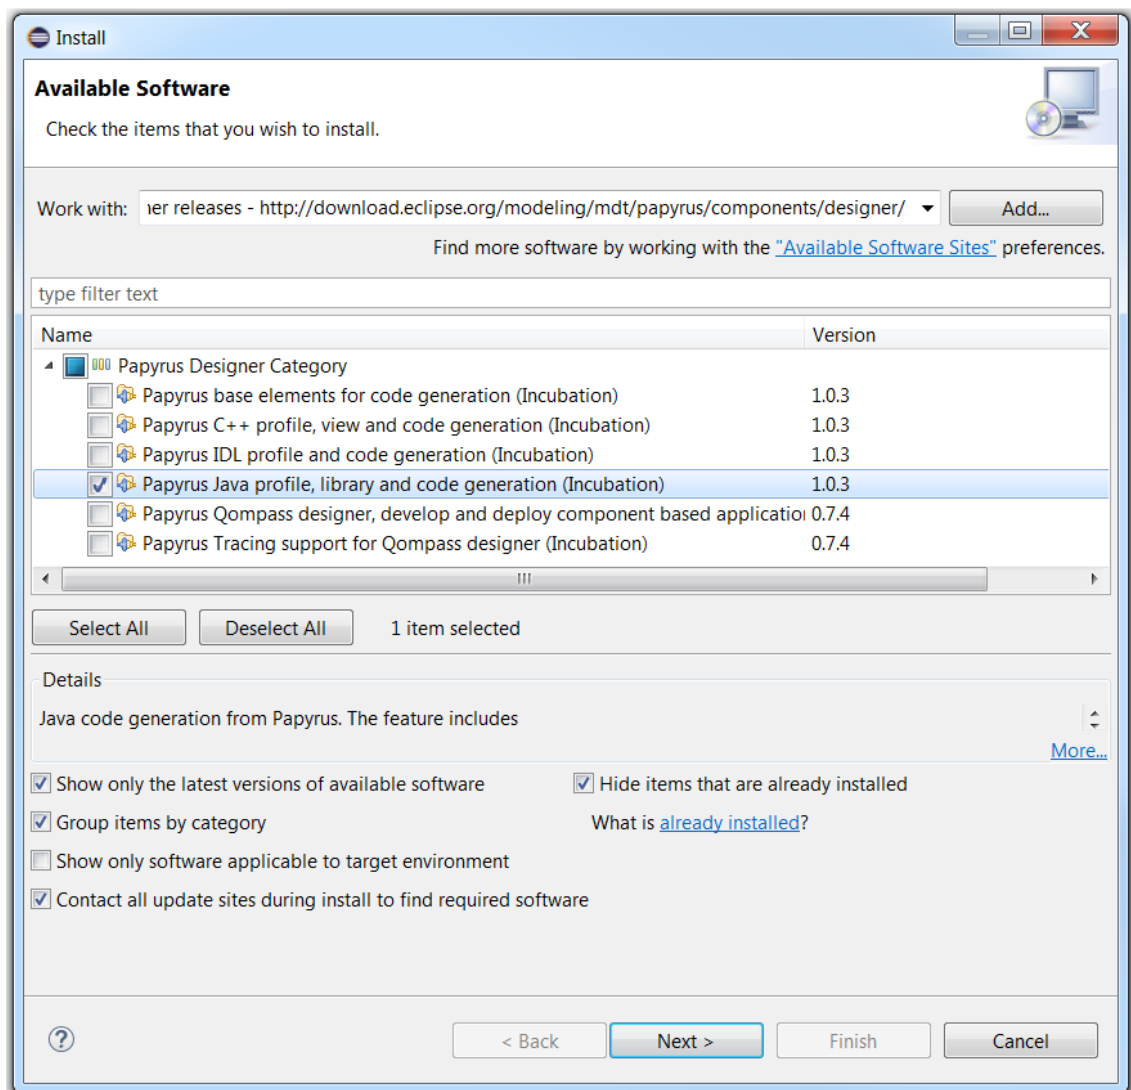 Install
Available Software
Check the items that you wish to install.
Work with: ner releases - http://download.eclipse.org/modeling/mdt/papyrus/components/designer/ Add...
Find more software by working with the "Available Software Sites" preferences.
type filter text
Name Version
Papyrus Designer Category
Papyrus base elements for code generation (Incubation) 1.0.3
Papyrus C++ profile, view and code generation (Incubation) 1.0.3
Papyrus IDL profile and code generation (Incubation) 1.0.3
Papyrus Java profile, library and code generation (Incubation) 1.0.3
Papyrus Qompass designer, develop and deploy component based applicatio 0.7.4
Papyrus Tracing support for Qompass designer (Incubation) 0.7.4
Select All Deselect All 1 item selected
Details
Java code generation from Papyrus. The feature includes
More...
Show only the latest versions of available software Hide items that are already installed
Group items by category What is already installed?
Show only software applicable to target environment
Contact all update sites during install to find required software
? < Back Next > Finish Cancel